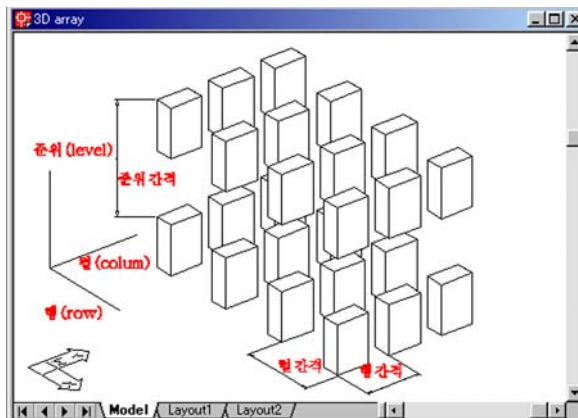 3D array
준위(level)
준위 간격
열(colum)
행(row)
열 간격
행 간격
Model
Layout1
Layout2